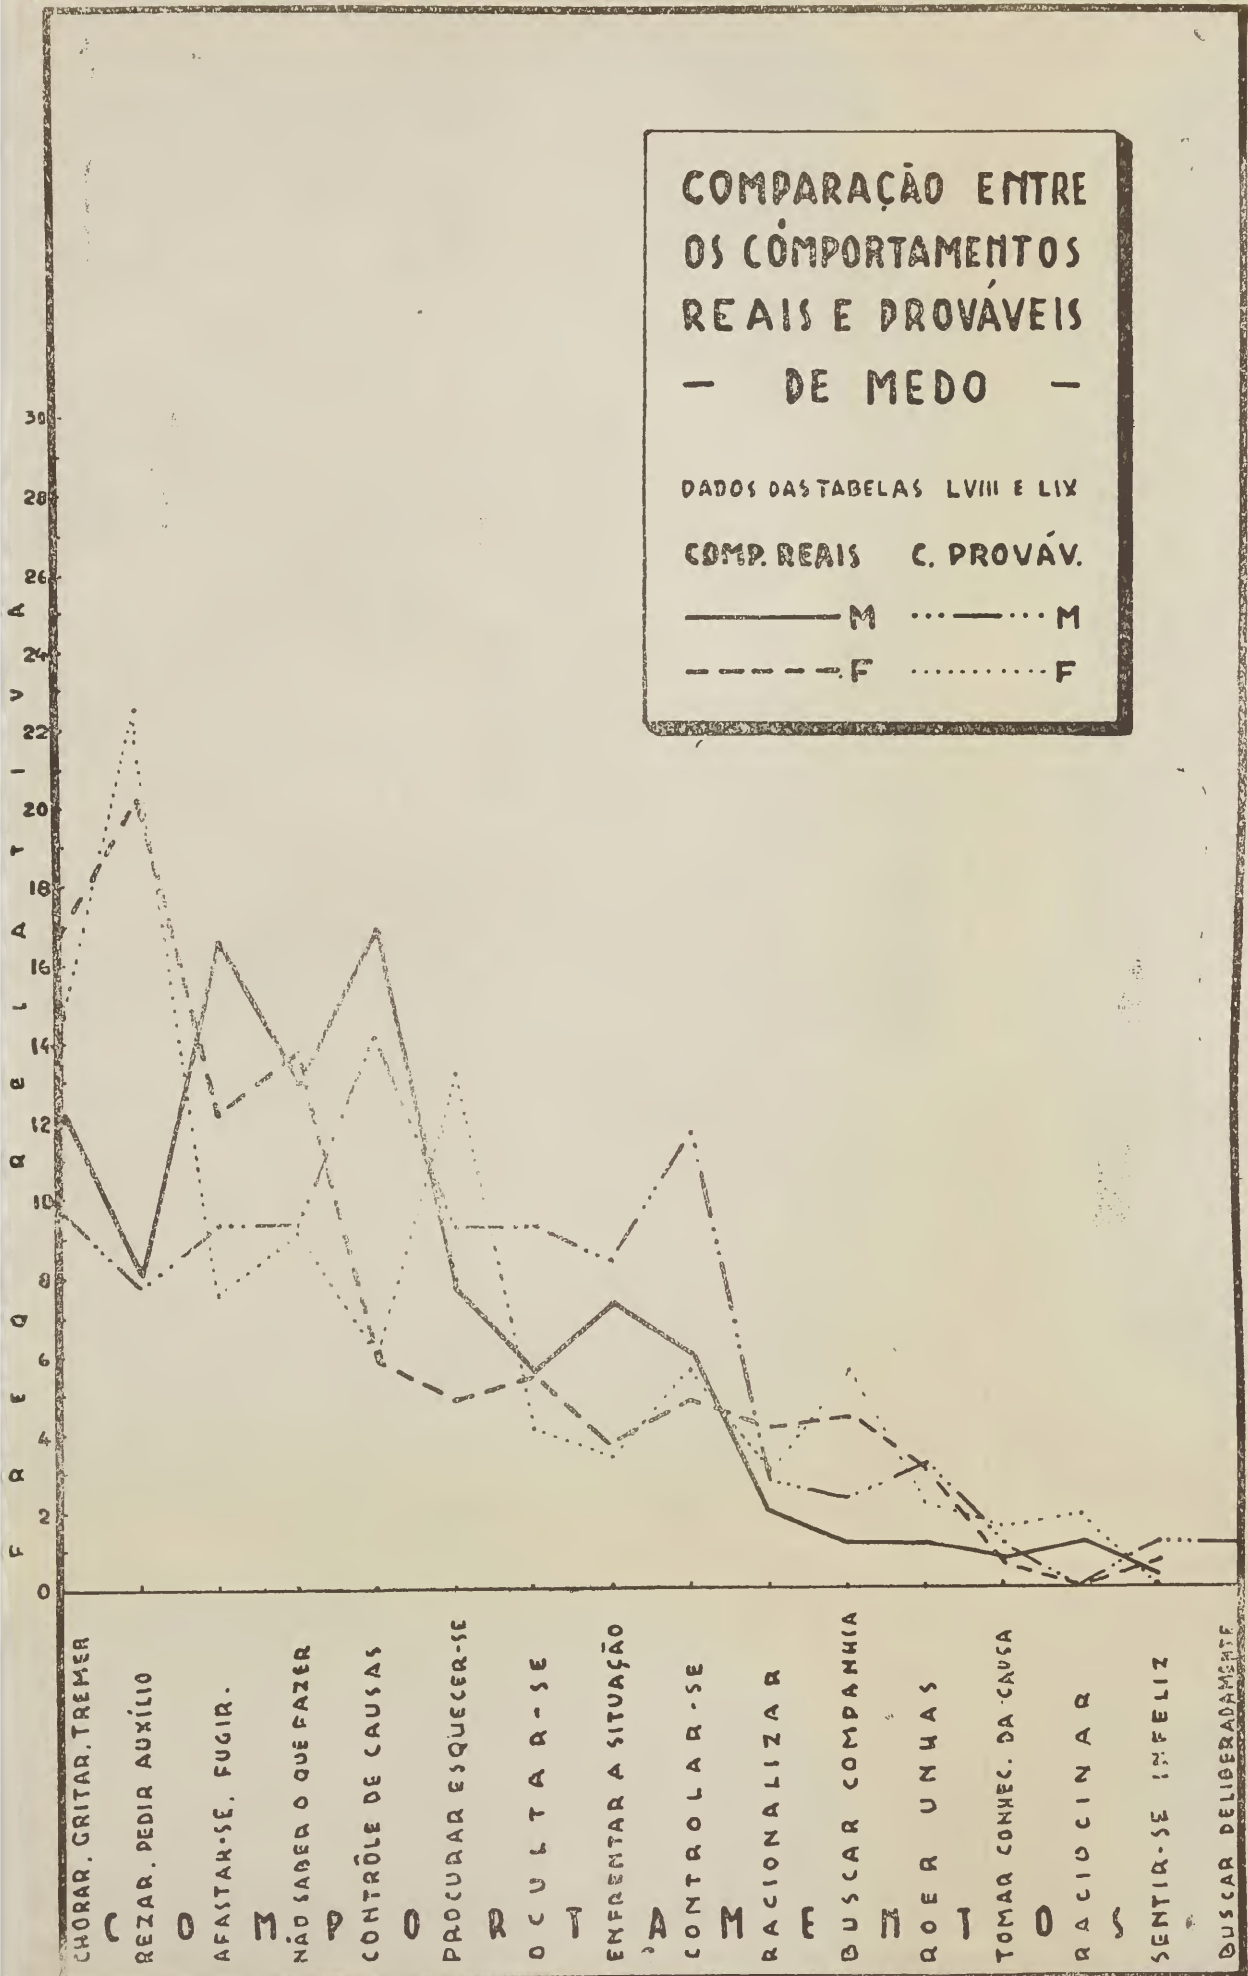 COMPARAÇÃO ENTRE
OS COMPORTAMENTOS
REAIS E PROVÁVEIS
— DE MEDO —
DADOS DAS TABELAS LVIII E LIX
COMP. REAIS C. PROVÁV.
M M
F F
FREQ. RELATIVA
30
28
26
24
22
20
18
16
14
12
10
8
6
4
2
0
CHORAR, GRITAR, TREMER
REZAR, PEDIR AUXÍLIO
AFASTAR-SE, FUGIR.
NÃO SABER O QUE FAZER
CONTRÔLE DE CAUSAS
PROCURAR ESQUECER-SE
OCULTAR-SE
ENFRENTAR A SITUAÇÃO
CONTROLAR-SE
RACIONALIZAR
BUSCAR COMPANHIA
ROER UNHAS
TOMAR CONHEC. DA CAUSA
RACIOCINAR
SENTIR-SE INFELIZ
BUSCAR DELIBERADAMENTE
COMPORTAMENTOS